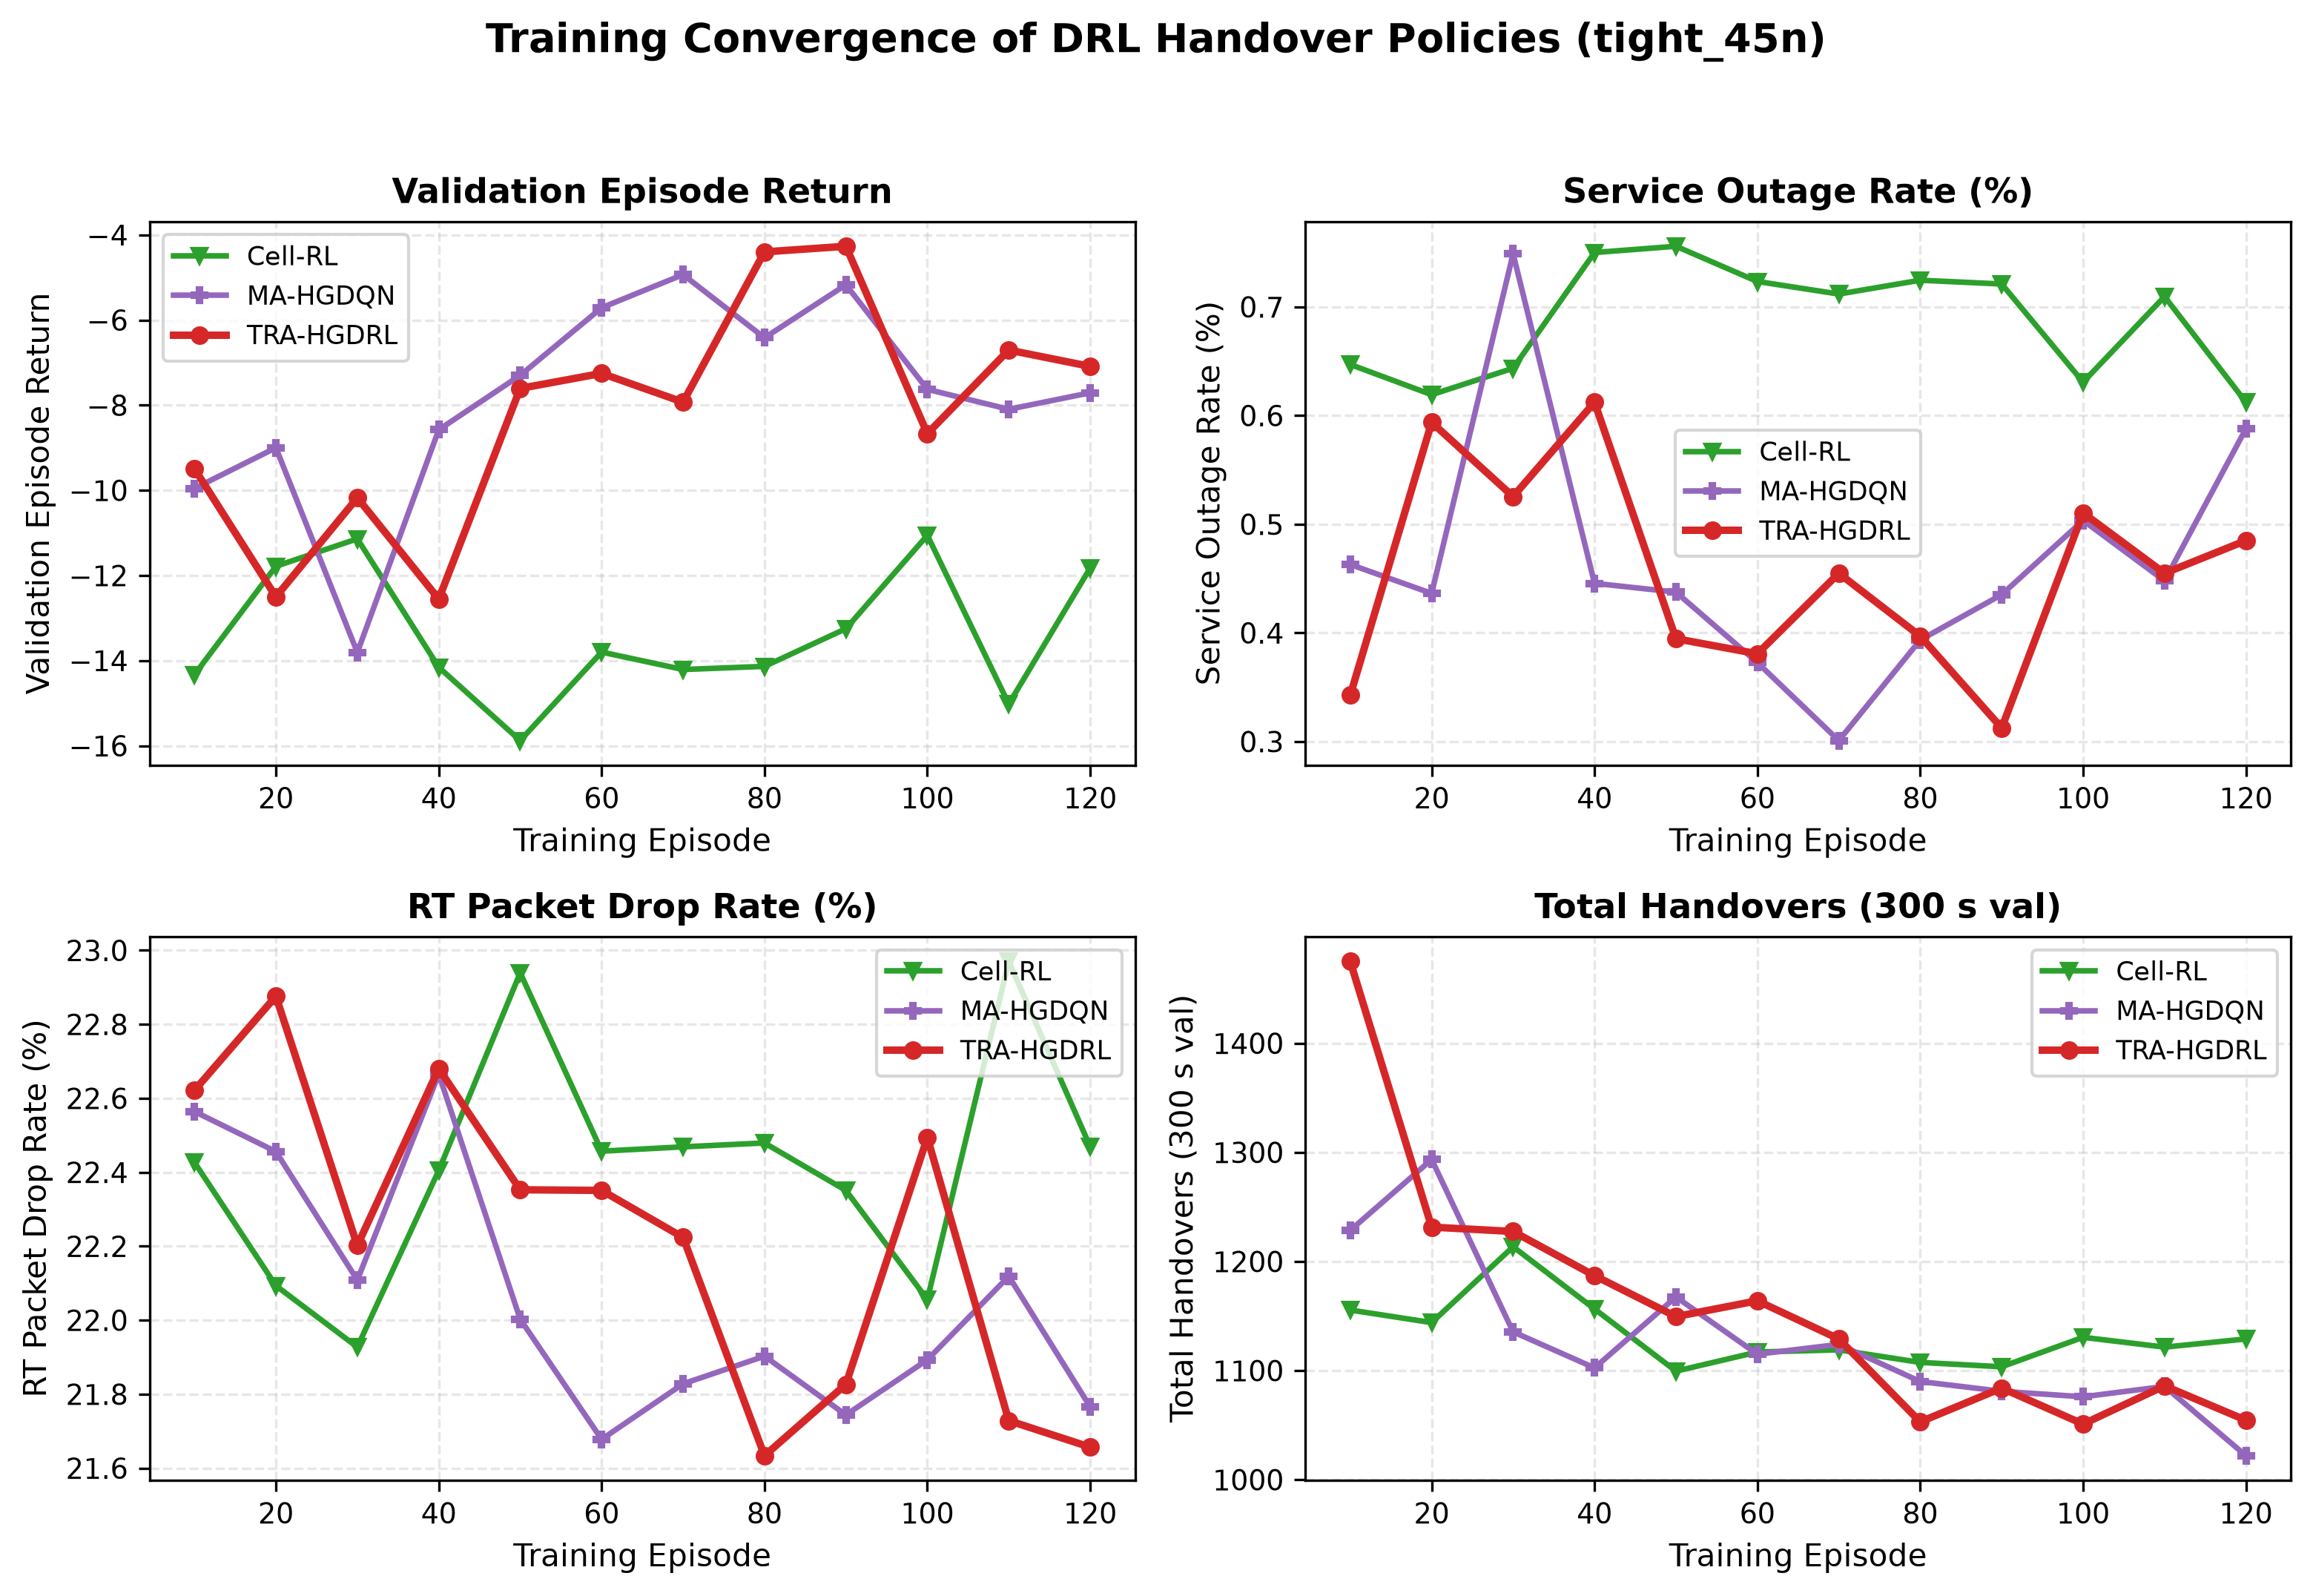 Training Convergence of DRL Handover Policies (tight_45n)
Validation Episode Return
Validation Episode Return
−4
−6
−8
−10
−12
−14
−16
Cell-RL
MA-HGDQN
TRA-HGDRL
20 40 60 80 100 120
Training Episode
Service Outage Rate (%)
Service Outage Rate (%)
0.7
0.6
0.5
0.4
0.3
Cell-RL
MA-HGDQN
TRA-HGDRL
20 40 60 80 100 120
Training Episode
RT Packet Drop Rate (%)
RT Packet Drop Rate (%)
23.0
22.8
22.6
22.4
22.2
22.0
21.8
21.6
Cell-RL
MA-HGDQN
TRA-HGDRL
20 40 60 80 100 120
Training Episode
Total Handovers (300 s val)
Total Handovers (300 s val)
1400
1300
1200
1100
1000
Cell-RL
MA-HGDQN
TRA-HGDRL
20 40 60 80 100 120
Training Episode